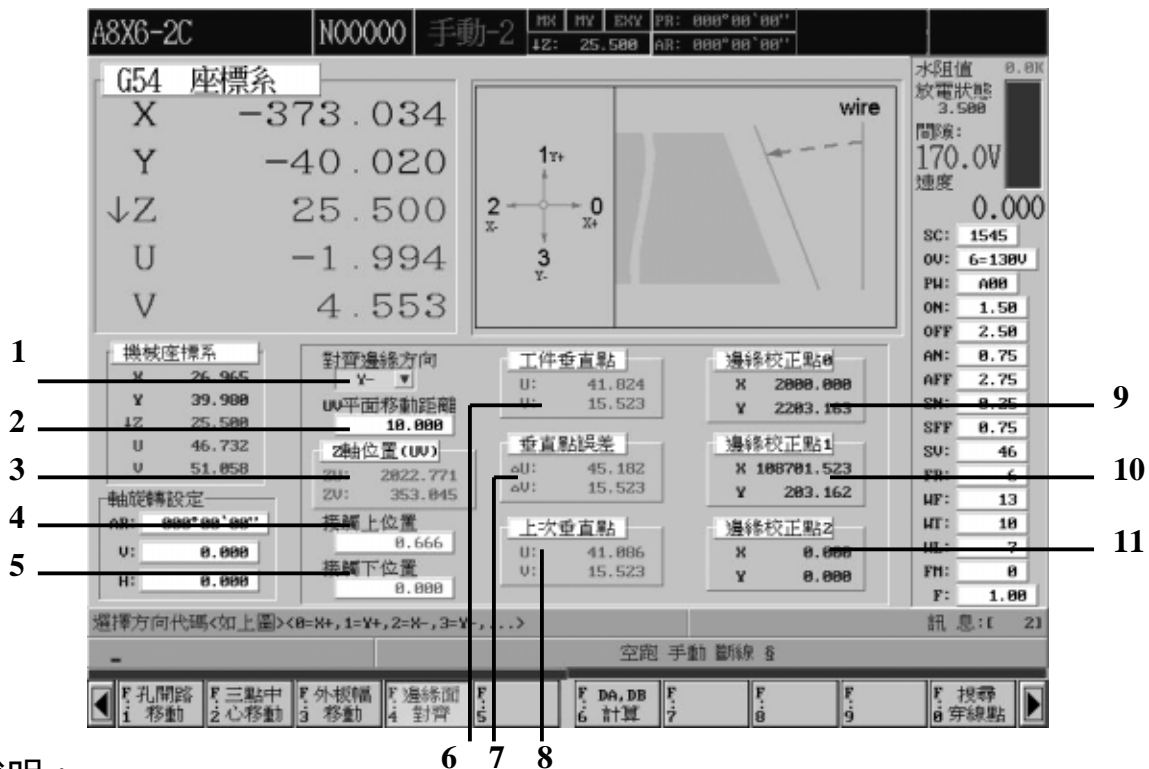 A8X6-2C
N00000
手動-2
MX MV EXY PR: 000°00`00''
↓Z: 25.500 AR: 000°00`00''
G54 座標系
X -373.034
Y -40.020
↓Z 25.500
U -1.994
V 4.553
wire
1 Y+
2 X-
0 X+
3 Y-
水阻值 0.0K
放電狀態
3.500
間隙:
170.0V
速度
0.000
SC: 1545
OV: 6=130V
PW: A00
ON: 1.50
OFF 2.50
AN: 0.75
AFF 2.75
SN: 0.25
SFF 0.75
SV: 46
FR: 6
WF: 13
WT: 10
WL: 7
FM: 0
F: 1.00
機械座標系
X 26.965
Y 39.980
↓Z 25.500
U 46.732
V 51.058
軸旋轉設定
AR: 000°00`00''
V: 0.000
H: 0.000
對齊邊緣方向
Y- ▼
UV平面移動距離
10.000
Z軸位置(UV)
ZU: 2022.771
ZV: 353.045
接觸上位置
0.666
接觸下位置
0.000
工件垂直點
U: 41.824
V: 15.523
垂直點誤差
△U: 45.182
△V: 15.523
上次垂直點
U: 41.086
V: 15.523
邊緣校正點0
X 2000.000
Y 2203.163
邊緣校正點1
X 108701.523
Y 203.162
邊緣校正點2
X 0.000
Y 0.000
1
2
3
4
5
6
7
8
9
10
11
選擇方向代碼<如上圖><0=X+,1=Y+,2=X-,3=Y-,...>
訊 息:[ 2]
空跑 手動 斷線 §
F.1 孔開路移動
F.2 三點中心移動
F.3 外板幅移動
F.4 邊緣面對齊
F.5
F.6 DA,DB計算
F.7
F.8
F.9
F.0 搜尋穿線點